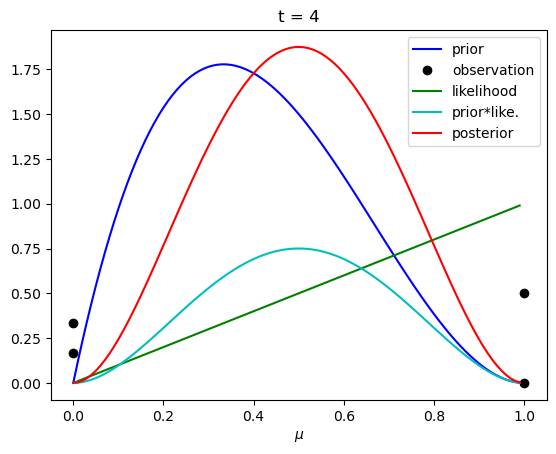 t = 4
prior
observation
likelihood
prior*like.
posterior
1.75
1.50
1.25
1.00
0.75
0.50
0.25
0.00
0.0 0.2 0.4 0.6 0.8 1.0
μ